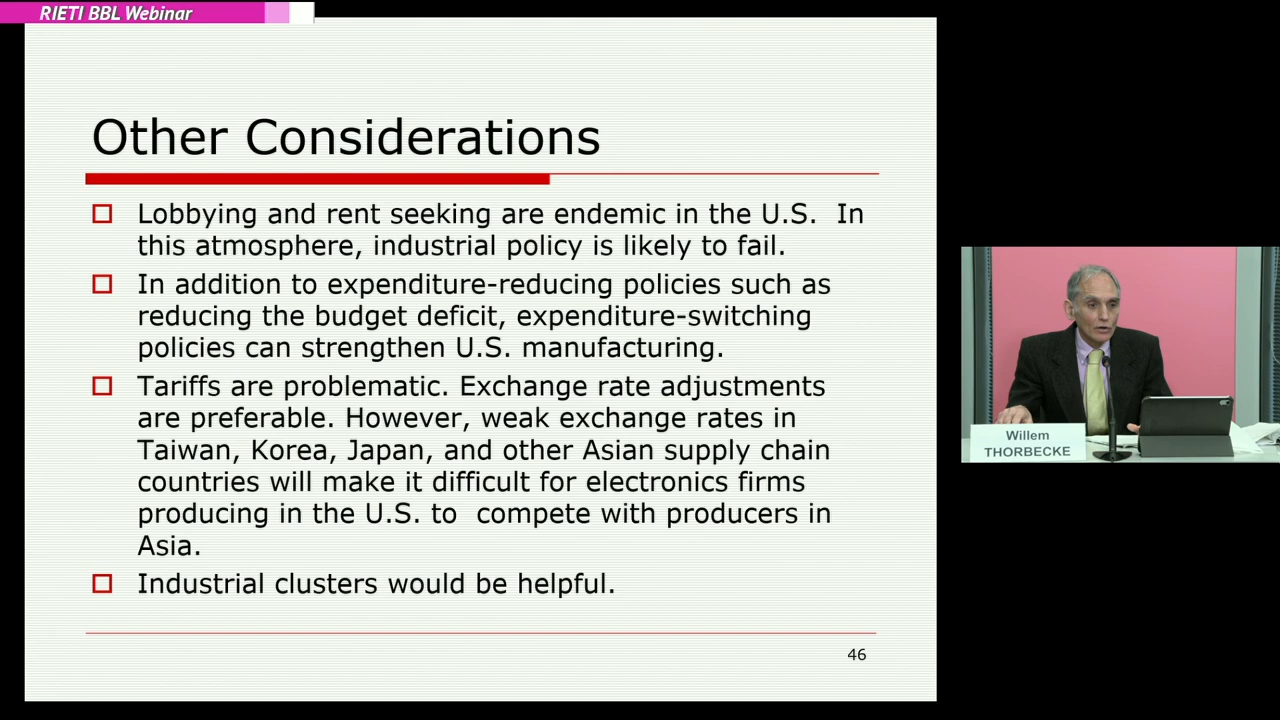 RIETI BBL Webinar
Other Considerations
Lobbying and rent seeking are endemic in the U.S.  In
this atmosphere, industrial policy is likely to fail.
In addition to expenditure-reducing policies such as
reducing the budget deficit, expenditure-switching
policies can strengthen U.S. manufacturing.
Tariffs are problematic. Exchange rate adjustments
are preferable. However, weak exchange rates in
Taiwan, Korea, Japan, and other Asian supply chain
countries will make it difficult for electronics firms
producing in the U.S. to  compete with producers in
Asia.
Industrial clusters would be helpful.
46
Willem
THORBECKE